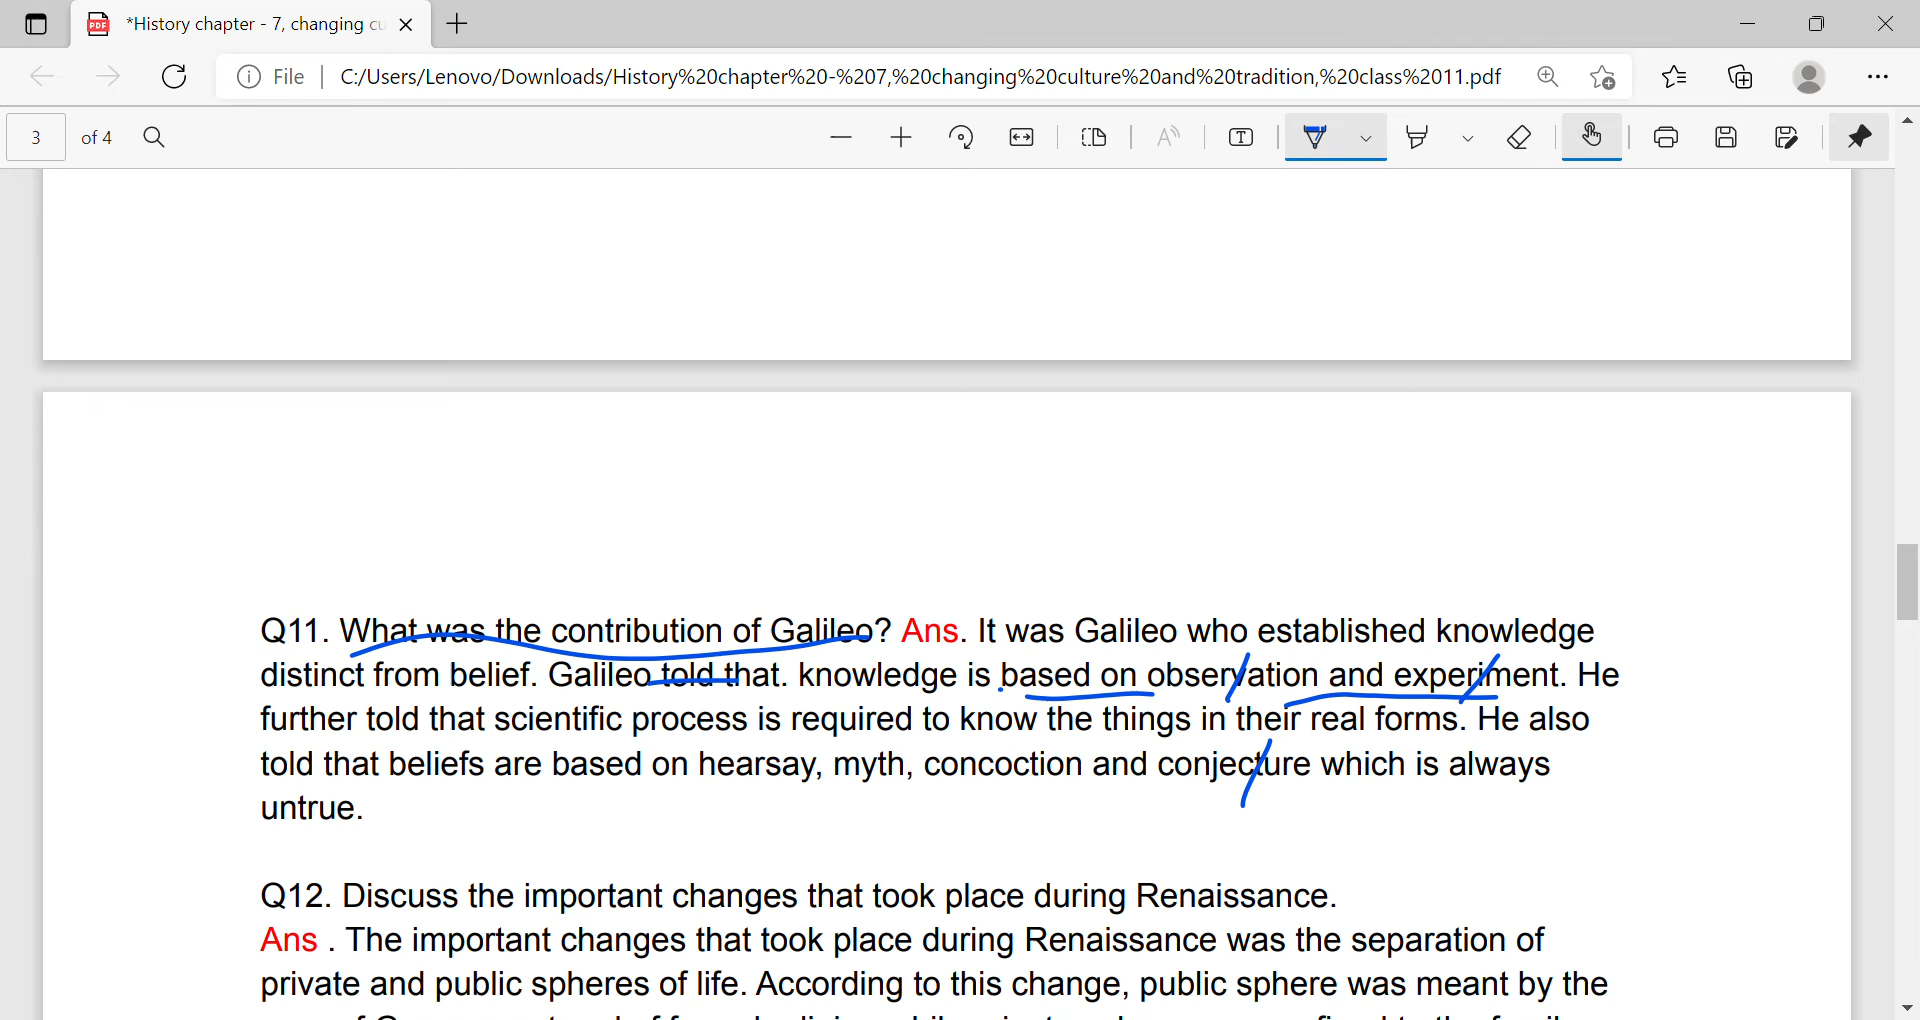 *History chapter - 7, changing cu
File C:/Users/Lenovo/Downloads/History%20chapter%20-%207,%20changing%20culture%20and%20tradition,%20class%2011.pdf
3 of 4
Q11. What was the contribution of Galileo? Ans. It was Galileo who established knowledge
distinct from belief. Galileo told that. knowledge is based on observation and experiment. He
further told that scientific process is required to know the things in their real forms. He also
told that beliefs are based on hearsay, myth, concoction and conjecture which is always
untrue.
Q12. Discuss the important changes that took place during Renaissance.
Ans . The important changes that took place during Renaissance was the separation of
private and public spheres of life. According to this change, public sphere was meant by the